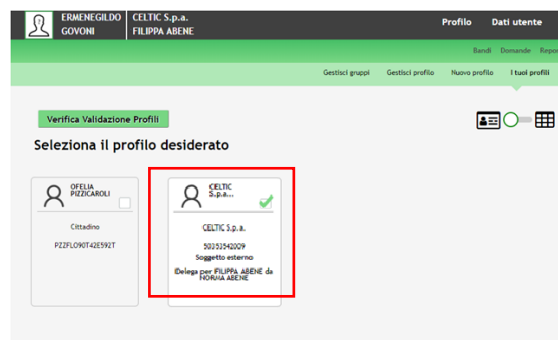 ERMENEGILDO GOVONI
CELTIC S.p.a.
FILIPPA ABENE
Profilo Dati utente
Bandi Domande Repor
Gestisci gruppi Gestisci profilo Nuovo profilo I tuoi profili
Verifica Validazione Profili
Seleziona il profilo desiderato
OFELIA
PIZZICAROLI
Cittadino
PZZFLO90T42E592T
CELTIC
S.p.a...
CELTIC S.p.a.
50353542009
Soggetto esterno
Delega per FILIPPA ABENE da
NORMA ABENE